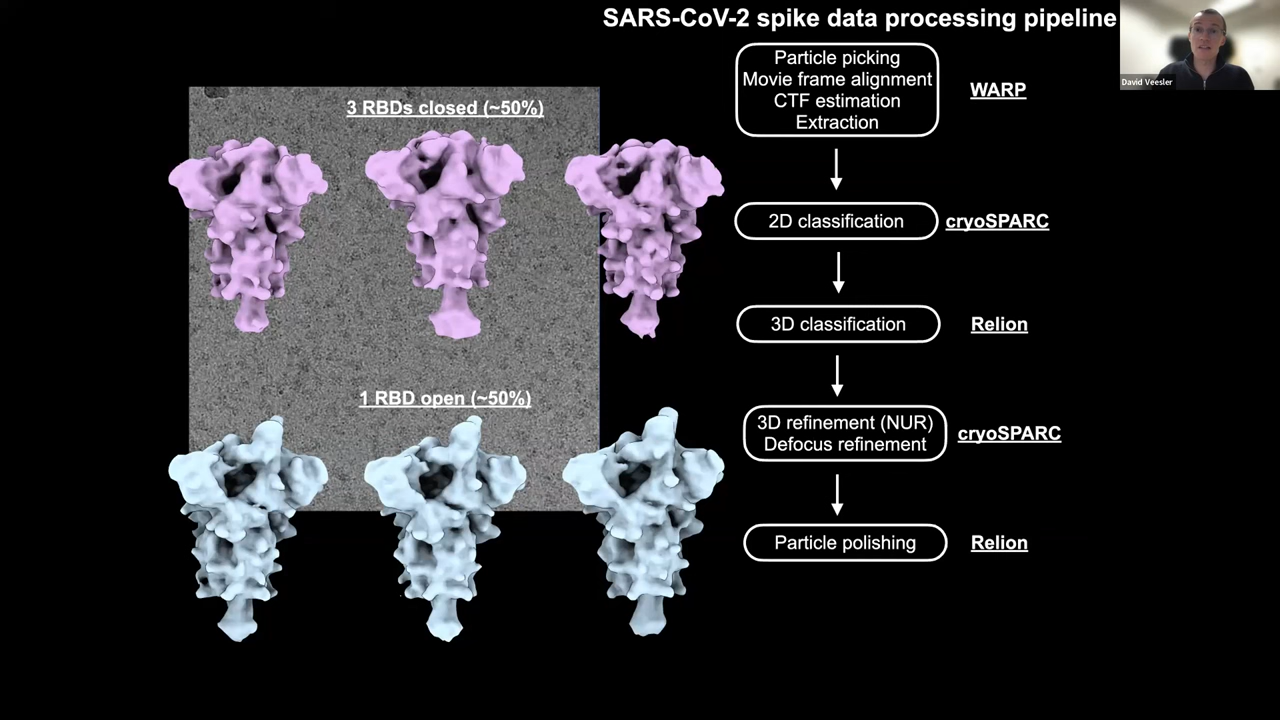 SARS-CoV-2 spike data processing pipeline
David Veesler
Particle picking
Movie frame alignment
CTF estimation
Extraction
WARP
3 RBDs closed (~50%)
2D classification
cryoSPARC
3D classification
Relion
1 RBD open (~50%)
3D refinement (NUR)
Defocus refinement
cryoSPARC
Particle polishing
Relion